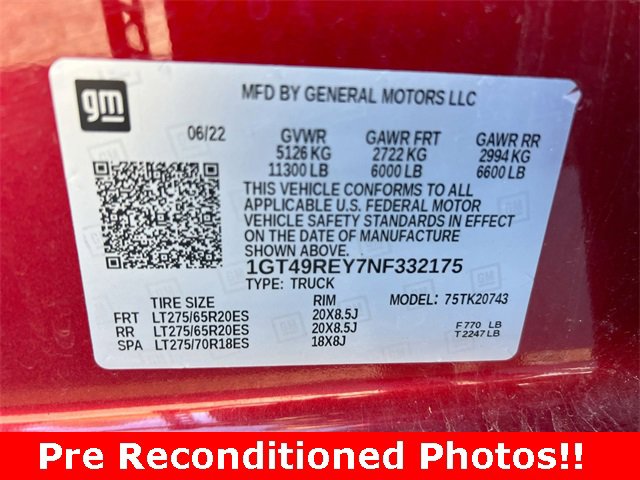 gm
MFD BY GENERAL MOTORS LLC
06/22 GVWR GAWR FRT GAWR RR
5126 KG 2722 KG 2994 KG
11300 LB 6000 LB 6600 LB
THIS VEHICLE CONFORMS TO ALL
APPLICABLE U.S. FEDERAL MOTOR
VEHICLE SAFETY STANDARDS IN EFFECT
ON THE DATE OF MANUFACTURE
SHOWN ABOVE.
1GT49REY7NF332175
TYPE: TRUCK
TIRE SIZE RIM MODEL: 75TK20743
FRT LT275/65R20ES 20X8.5J
RR LT275/65R20ES 20X8.5J F 770 LB
SPA LT275/70R18ES 18X8J T 2247 LB
Pre Reconditioned Photos!!